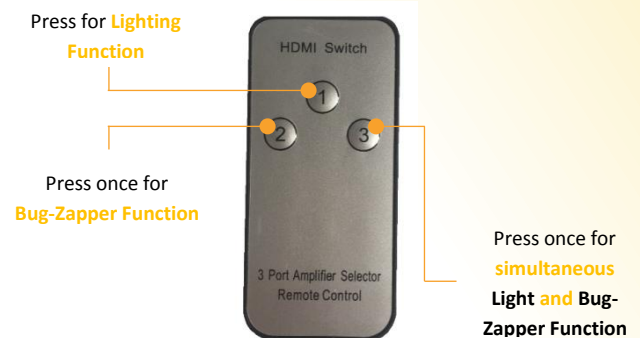 Press for Lighting
Function
HDMI Switch
1
2
3
Press once for
Bug-Zapper Function
3 Port Amplifier Selector
Remote Control
Press once for
simultaneous
Light and Bug-
Zapper Function